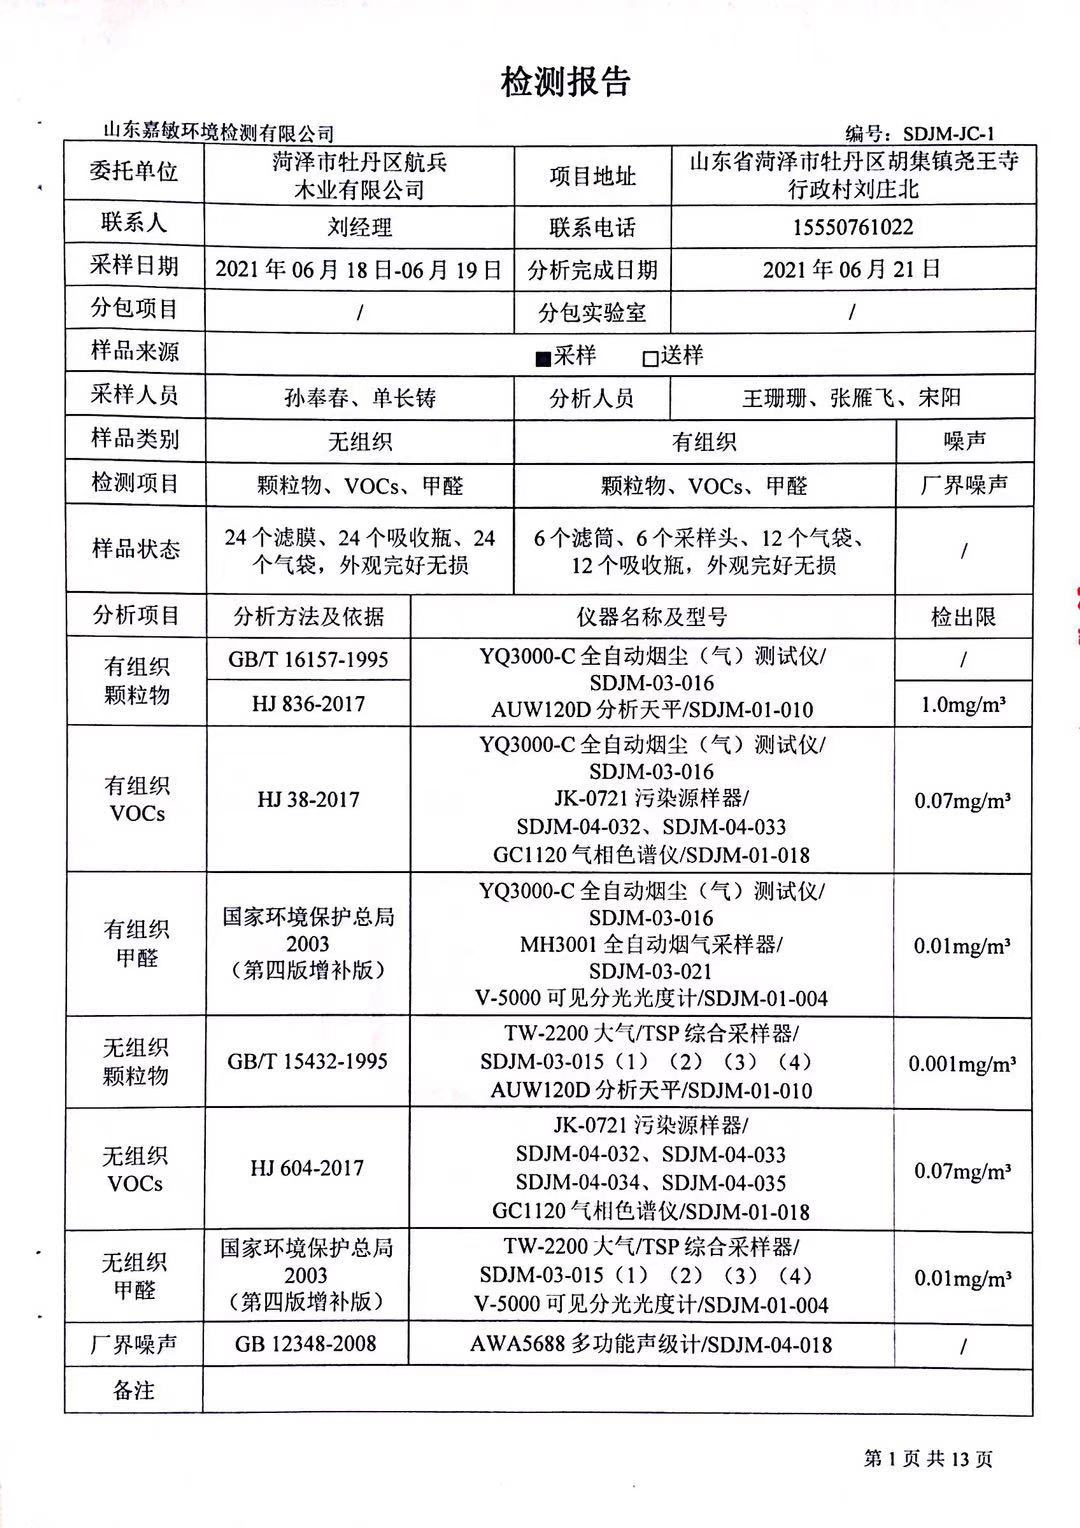 检测报告
山东嘉敏环境检测有限公司
编号：SDJM-JC-1
委托单位
菏泽市牡丹区航兵
木业有限公司
项目地址
山东省菏泽市牡丹区胡集镇尧王寺
行政村刘庄北
联系人
刘经理
联系电话
15550761022
采样日期
2021年06月18日-06月19日
分析完成日期
2021年06月21日
分包项目
/
分包实验室
/
样品来源
■采样 □送样
采样人员
孙奉春、单长铸
分析人员
王珊珊、张雁飞、宋阳
样品类别
无组织
有组织
噪声
检测项目
颗粒物、VOCs、甲醛
颗粒物、VOCs、甲醛
厂界噪声
样品状态
24个滤膜、24个吸收瓶、24
个气袋，外观完好无损
6个滤筒、6个采样头、12个气袋、
12个吸收瓶，外观完好无损
/
分析项目
分析方法及依据
仪器名称及型号
检出限
有组织
颗粒物
GB/T 16157-1995
HJ 836-2017
YQ3000-C全自动烟尘（气）测试仪/
SDJM-03-016
AUW120D分析天平/SDJM-01-010
/
1.0mg/m³
有组织
VOCs
HJ 38-2017
YQ3000-C全自动烟尘（气）测试仪/
SDJM-03-016
JK-0721污染源样器/
SDJM-04-032、SDJM-04-033
GC1120气相色谱仪/SDJM-01-018
0.07mg/m³
有组织
甲醛
国家环境保护总局
2003
（第四版增补版）
YQ3000-C全自动烟尘（气）测试仪/
SDJM-03-016
MH3001全自动烟气采样器/
SDJM-03-021
V-5000可见分光光度计/SDJM-01-004
0.01mg/m³
无组织
颗粒物
GB/T 15432-1995
TW-2200大气/TSP综合采样器/
SDJM-03-015（1）（2）（3）（4）
AUW120D分析天平/SDJM-01-010
0.001mg/m³
无组织
VOCs
HJ 604-2017
JK-0721污染源样器/
SDJM-04-032、SDJM-04-033
SDJM-04-034、SDJM-04-035
GC1120气相色谱仪/SDJM-01-018
0.07mg/m³
无组织
甲醛
国家环境保护总局
2003
（第四版增补版）
TW-2200大气/TSP综合采样器/
SDJM-03-015（1）（2）（3）（4）
V-5000可见分光光度计/SDJM-01-004
0.01mg/m³
厂界噪声
GB 12348-2008
AWA5688多功能声级计/SDJM-04-018
/
备注
第1页共13页